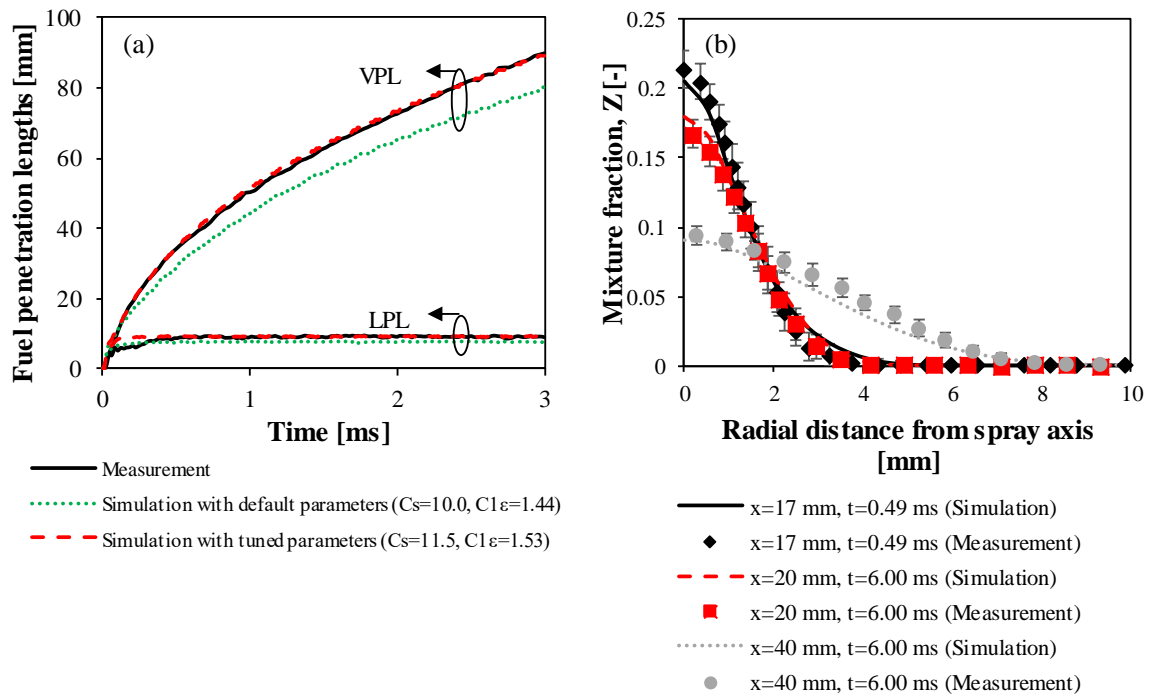 (a)
VPL
LPL
Fuel penetration lengths [mm]
100
80
60
40
20
0
0
1
2
3
Time [ms]
Measurement
Simulation with default parameters (Cs=10.0, C1ε=1.44)
Simulation with tuned parameters (Cs=11.5, C1ε=1.53)
(b)
Mixture fraction, Z [-]
0.25
0.2
0.15
0.1
0.05
0
0
2
4
6
8
10
Radial distance from spray axis
[mm]
x=17 mm, t=0.49 ms (Simulation)
x=17 mm, t=0.49 ms (Measurement)
x=20 mm, t=6.00 ms (Simulation)
x=20 mm, t=6.00 ms (Measurement)
x=40 mm, t=6.00 ms (Simulation)
x=40 mm, t=6.00 ms (Measurement)